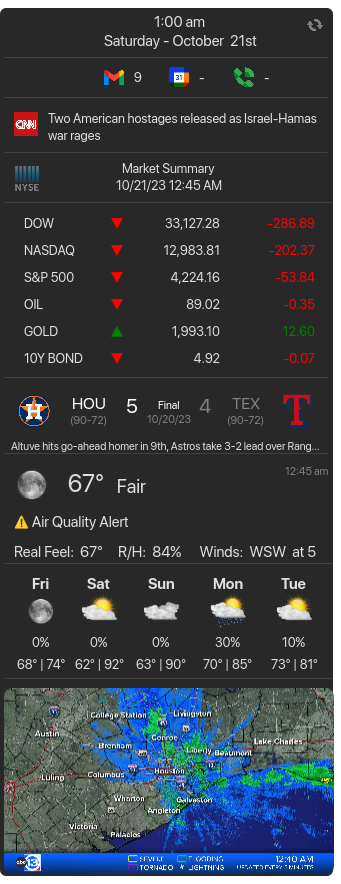 1:00 am
Saturday - October 21st
9 31 - -
CNN Two American hostages released as Israel-Hamas
war rages
Market Summary
NYSE 10/21/23 12:45 AM
DOW ▼ 33,127.28 -286.89
NASDAQ ▼ 12,983.81 -202.37
S&P 500 ▼ 4,224.16 -53.84
OIL ▼ 89.02 -0.35
GOLD ▲ 1,993.10 12.60
10Y BOND ▼ 4.92 -0.07
H HOU 5 Final 4 TEX T
(90-72) 10/20/23 (90-72)
Altuve hits go-ahead homer in 9th, Astros take 3-2 lead over Rang...
12:45 am
67° Fair
Air Quality Alert
Real Feel: 67° R/H: 84% Winds: WSW at 5
Fri Sat Sun Mon Tue
0% 0% 0% 30% 10%
68° | 74° 62° | 92° 63° | 90° 70° | 85° 73° | 81°
College Station Livingston
Austin Conroe Lake Charles
Brenham Liberty Beaumont
Luling Columbus Houston
Wharton Galveston
Angleton
Victoria Palacios
abc 13 SEVERE FLOODING 12:40 AM
TORNADO LIGHTNING UPDATED EVERY 5 MINUTES